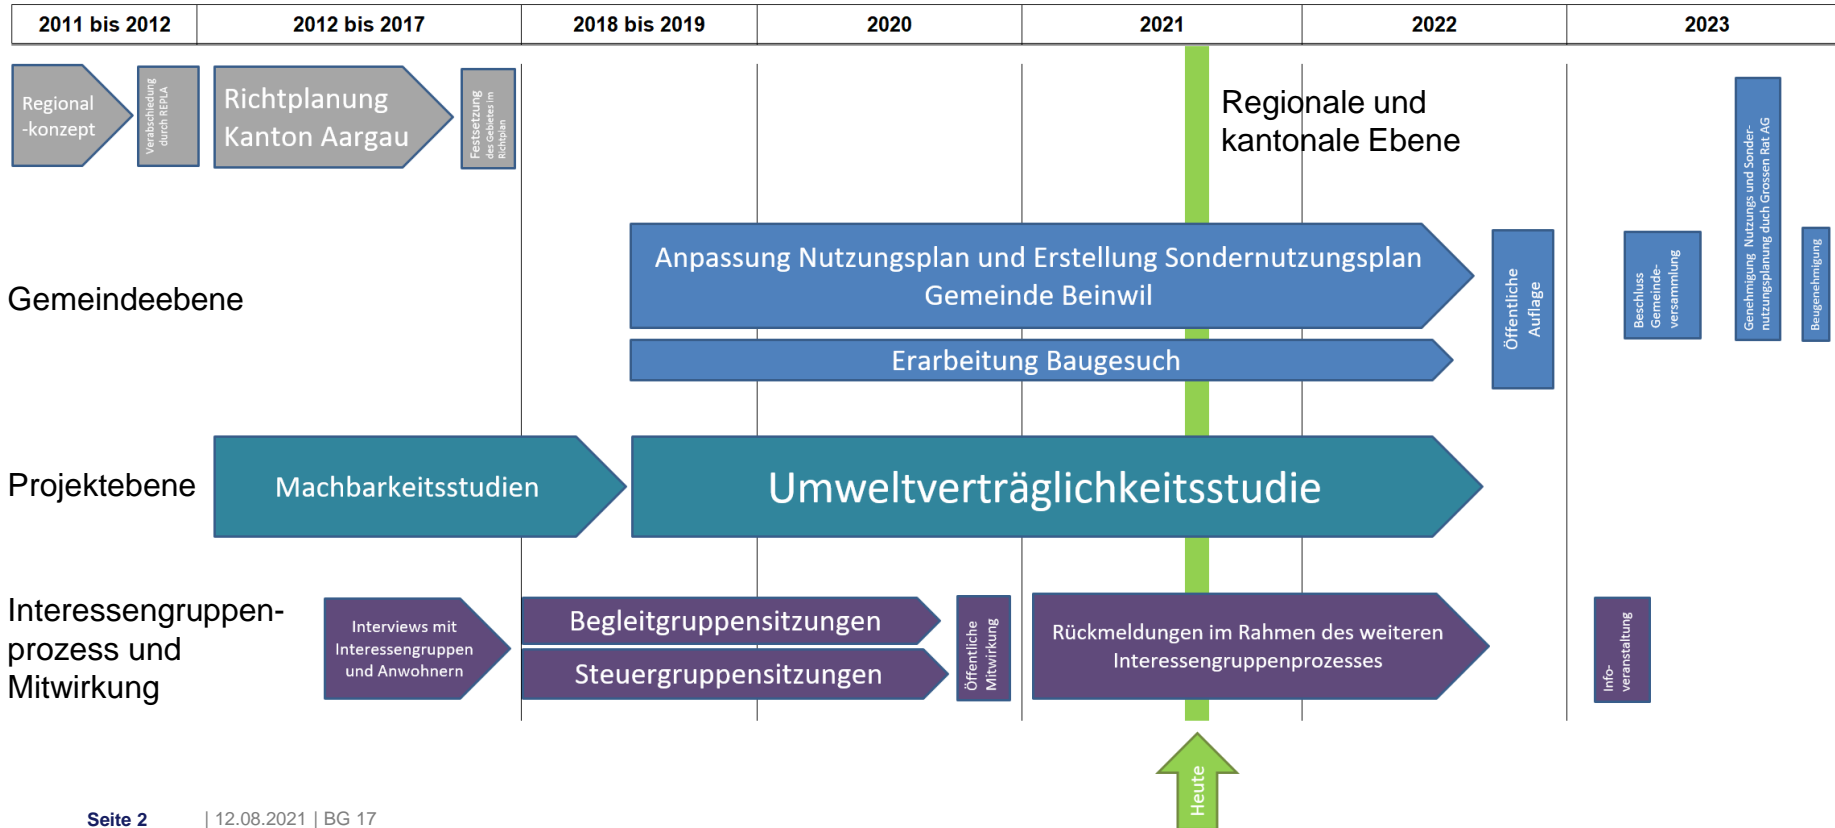 2011 bis 2012
2012 bis 2017
2018 bis 2019
2020
2021
2022
2023
Regional
-konzept
Verabschiedung
durch REPLA
Richtplanung
Kanton Aargau
Festsetzung
des Gebietes im
Richtplan
Regionale und
kantonale Ebene
Gemeindeebene
Anpassung Nutzungsplan und Erstellung Sondernutzungsplan
Gemeinde Beinwil
Erarbeitung Baugesuch
Öffentliche
Auflage
Beschluss
Gemeinde-
versammlung
Genehmigung Nutzungs und Sonder-
nutzungsplanung duch Grossen Rat AG
Beugenehmigung
Projektebene
Machbarkeitsstudien
Umweltverträglichkeitsstudie
Interessengruppen-
prozess und
Mitwirkung
Interviews mit
Interessengruppen
und Anwohnern
Begleitgruppensitzungen
Steuergruppensitzungen
Öffentliche
Mitwirkung
Rückmeldungen im Rahmen des weiteren
Interessengruppenprozesses
Info-
veranstaltung
Heute
Seite 2 | 12.08.2021 | BG 17